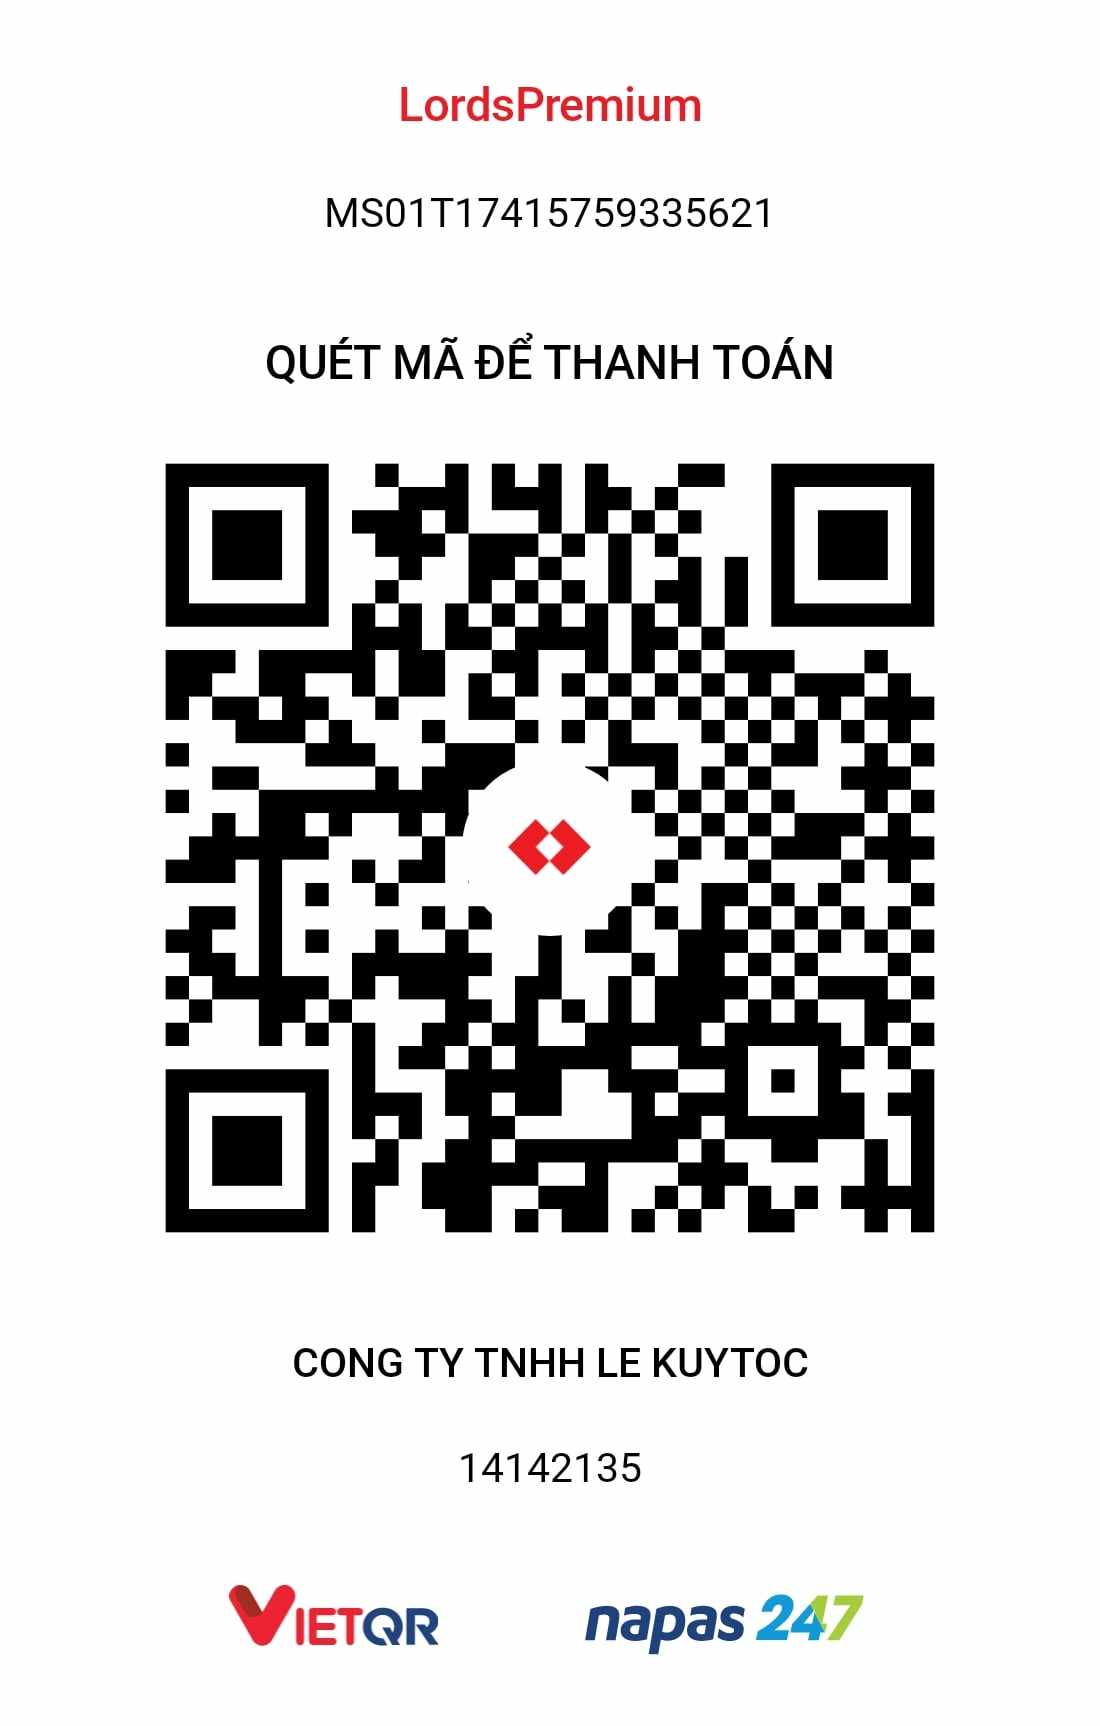 LordsPremium
MS01T17415759335621
QUÉT MÃ ĐỂ THANH TOÁN
CONG TY TNHH LE KUYTOC
14142135
VIETQR
napas 247